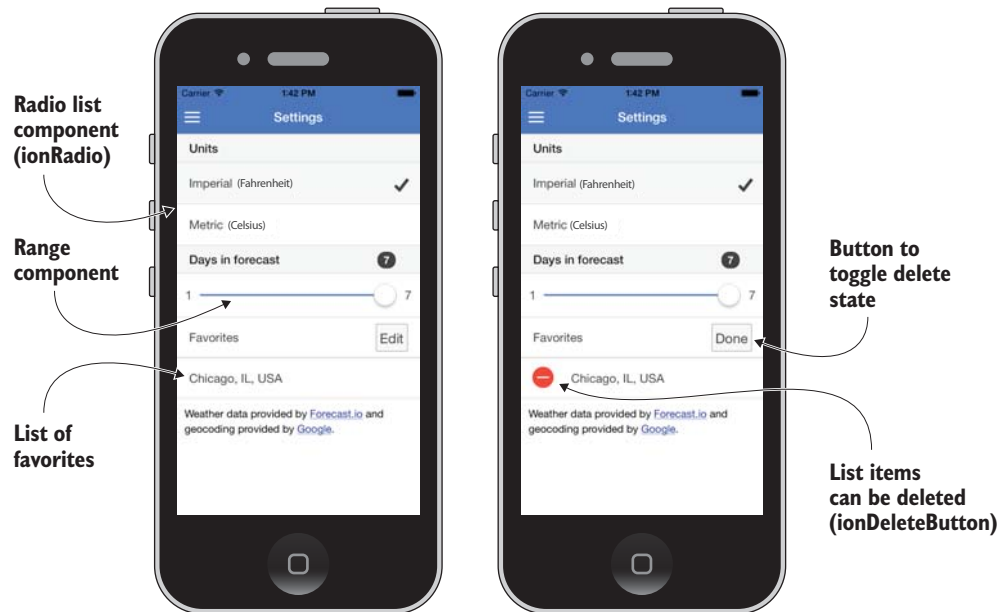 Radio list
component
(ionRadio)
Range
component
List of
favorites
Carrier 1:42 PM
Settings
Units
Imperial (Fahrenheit)
Metric (Celsius)
Days in forecast 7
1 7
Favorites Edit
Chicago, IL, USA
Weather data provided by Forecast.io and
geocoding provided by Google.
Carrier 1:42 PM
Settings
Units
Imperial (Fahrenheit)
Metric (Celsius)
Days in forecast 7
1 7
Favorites Done
Chicago, IL, USA
Weather data provided by Forecast.io and
geocoding provided by Google.
Button to
toggle delete
state
List items
can be deleted
(ionDeleteButton)